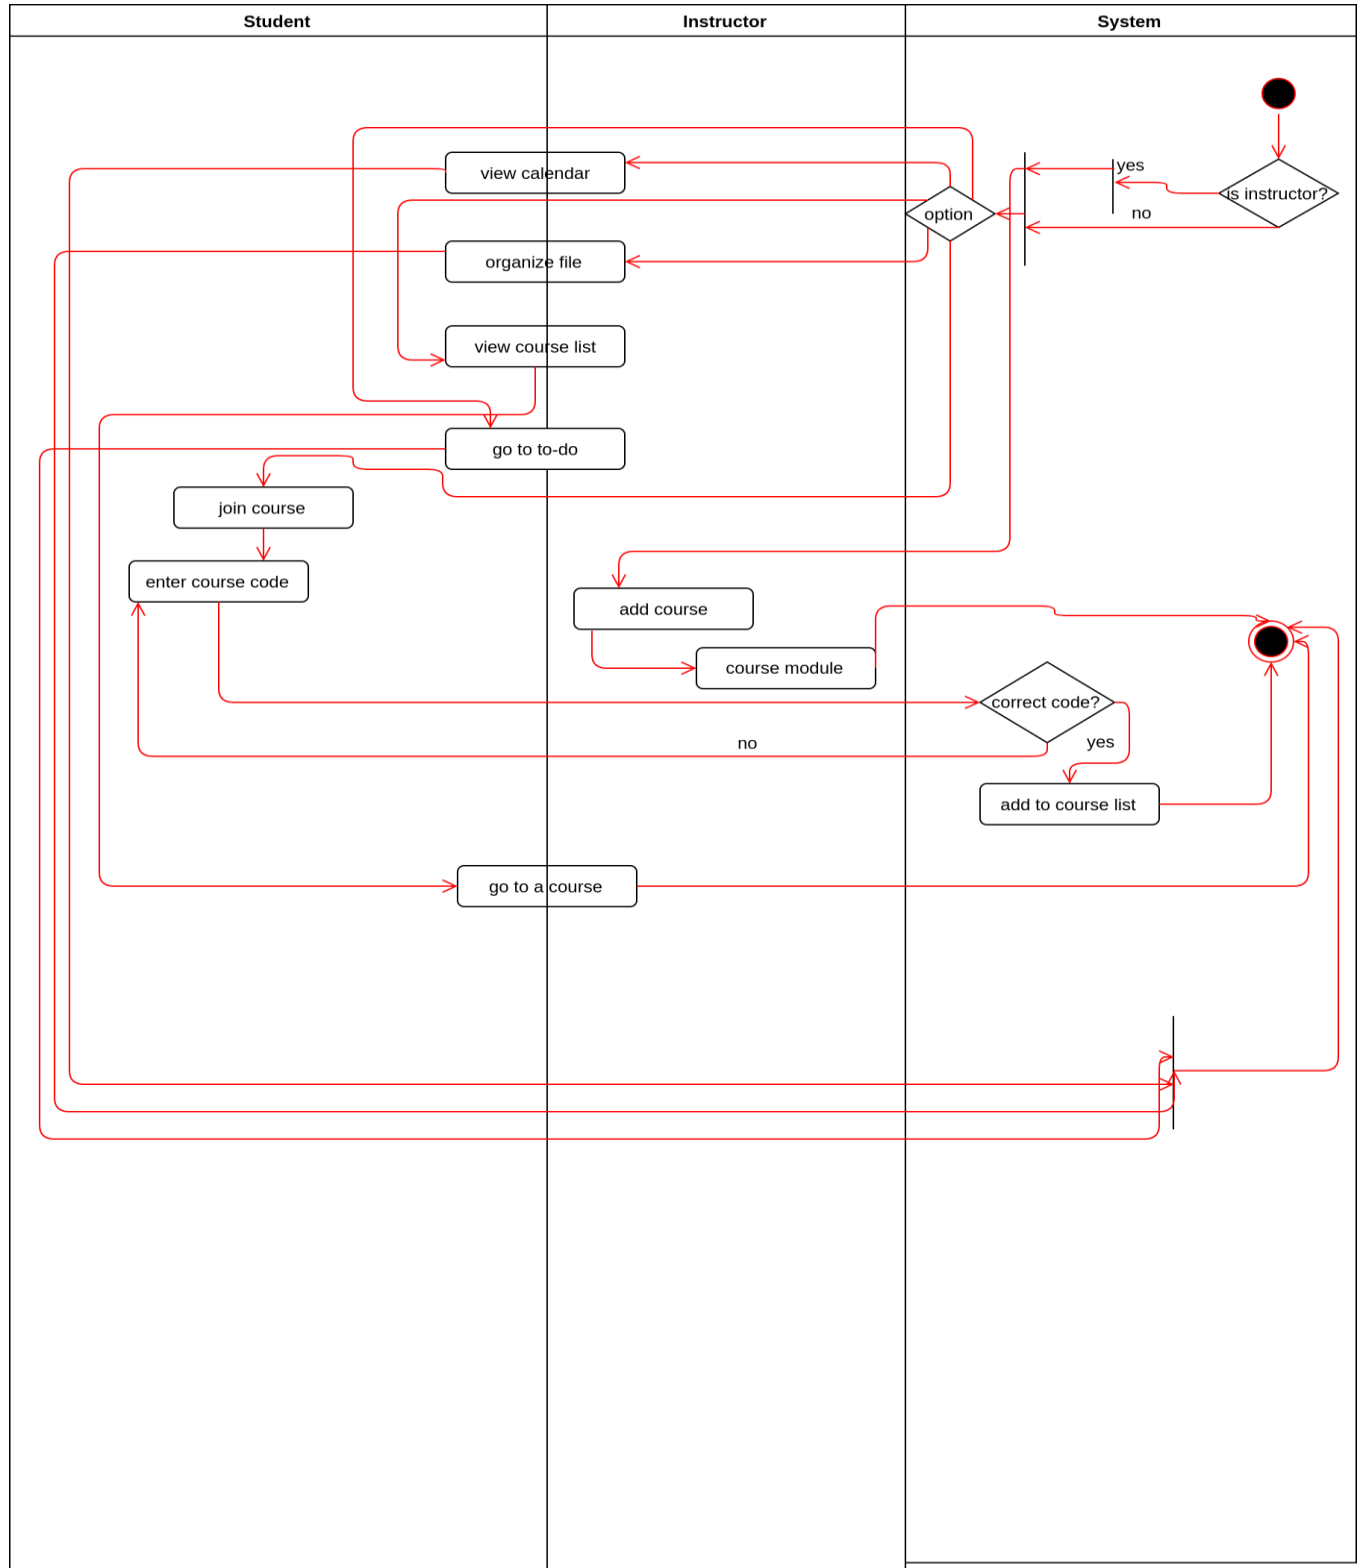 Student
Instructor
System
yes
view calendar
is instructor?
no
option
organize file
view course list
go to to-do
join course
enter course code
add course
course module
correct code?
no
yes
add to course list
go to a course